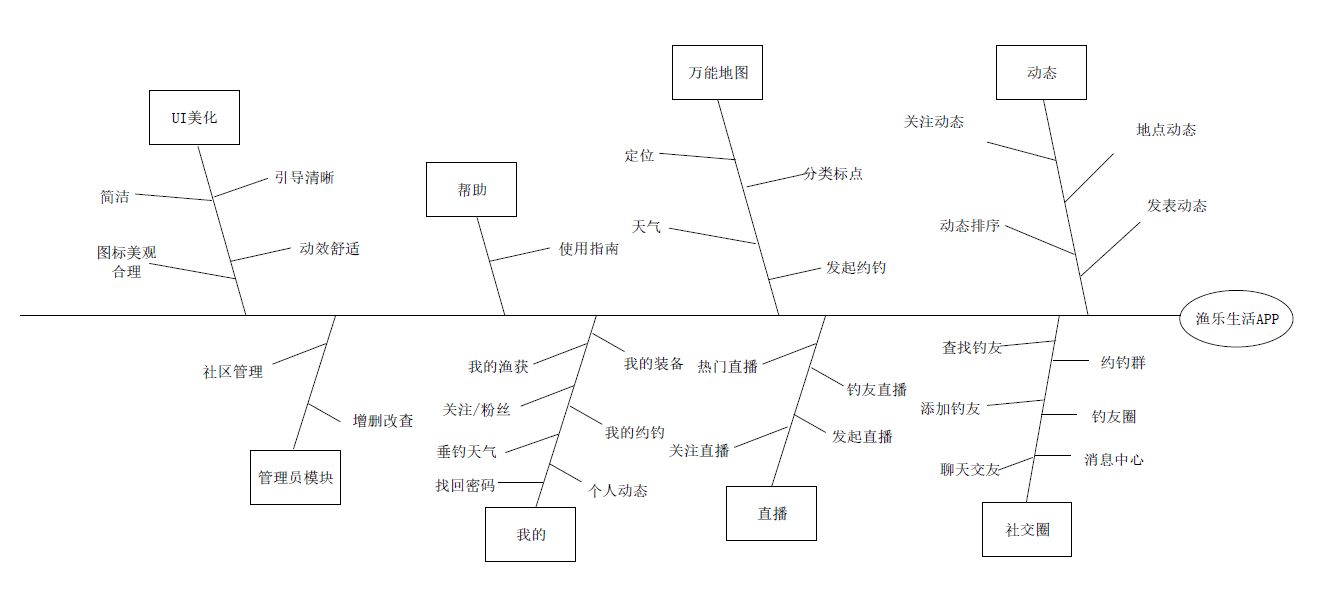 万能地图
动态
UI美化
关注动态
地点动态
定位
分类标点
引导清晰
简洁
帮助
发表动态
天气
动态排序
图标美观
合理
动效舒适
使用指南
发起约钓
渔乐生活APP
社区管理
我的渔获
我的装备
热门直播
查找钓友
约钓群
钓友直播
关注/粉丝
添加钓友
钓友圈
增删改查
我的约钓
发起直播
垂钓天气
关注直播
聊天交友
消息中心
管理员模块
找回密码
个人动态
直播
我的
社交圈